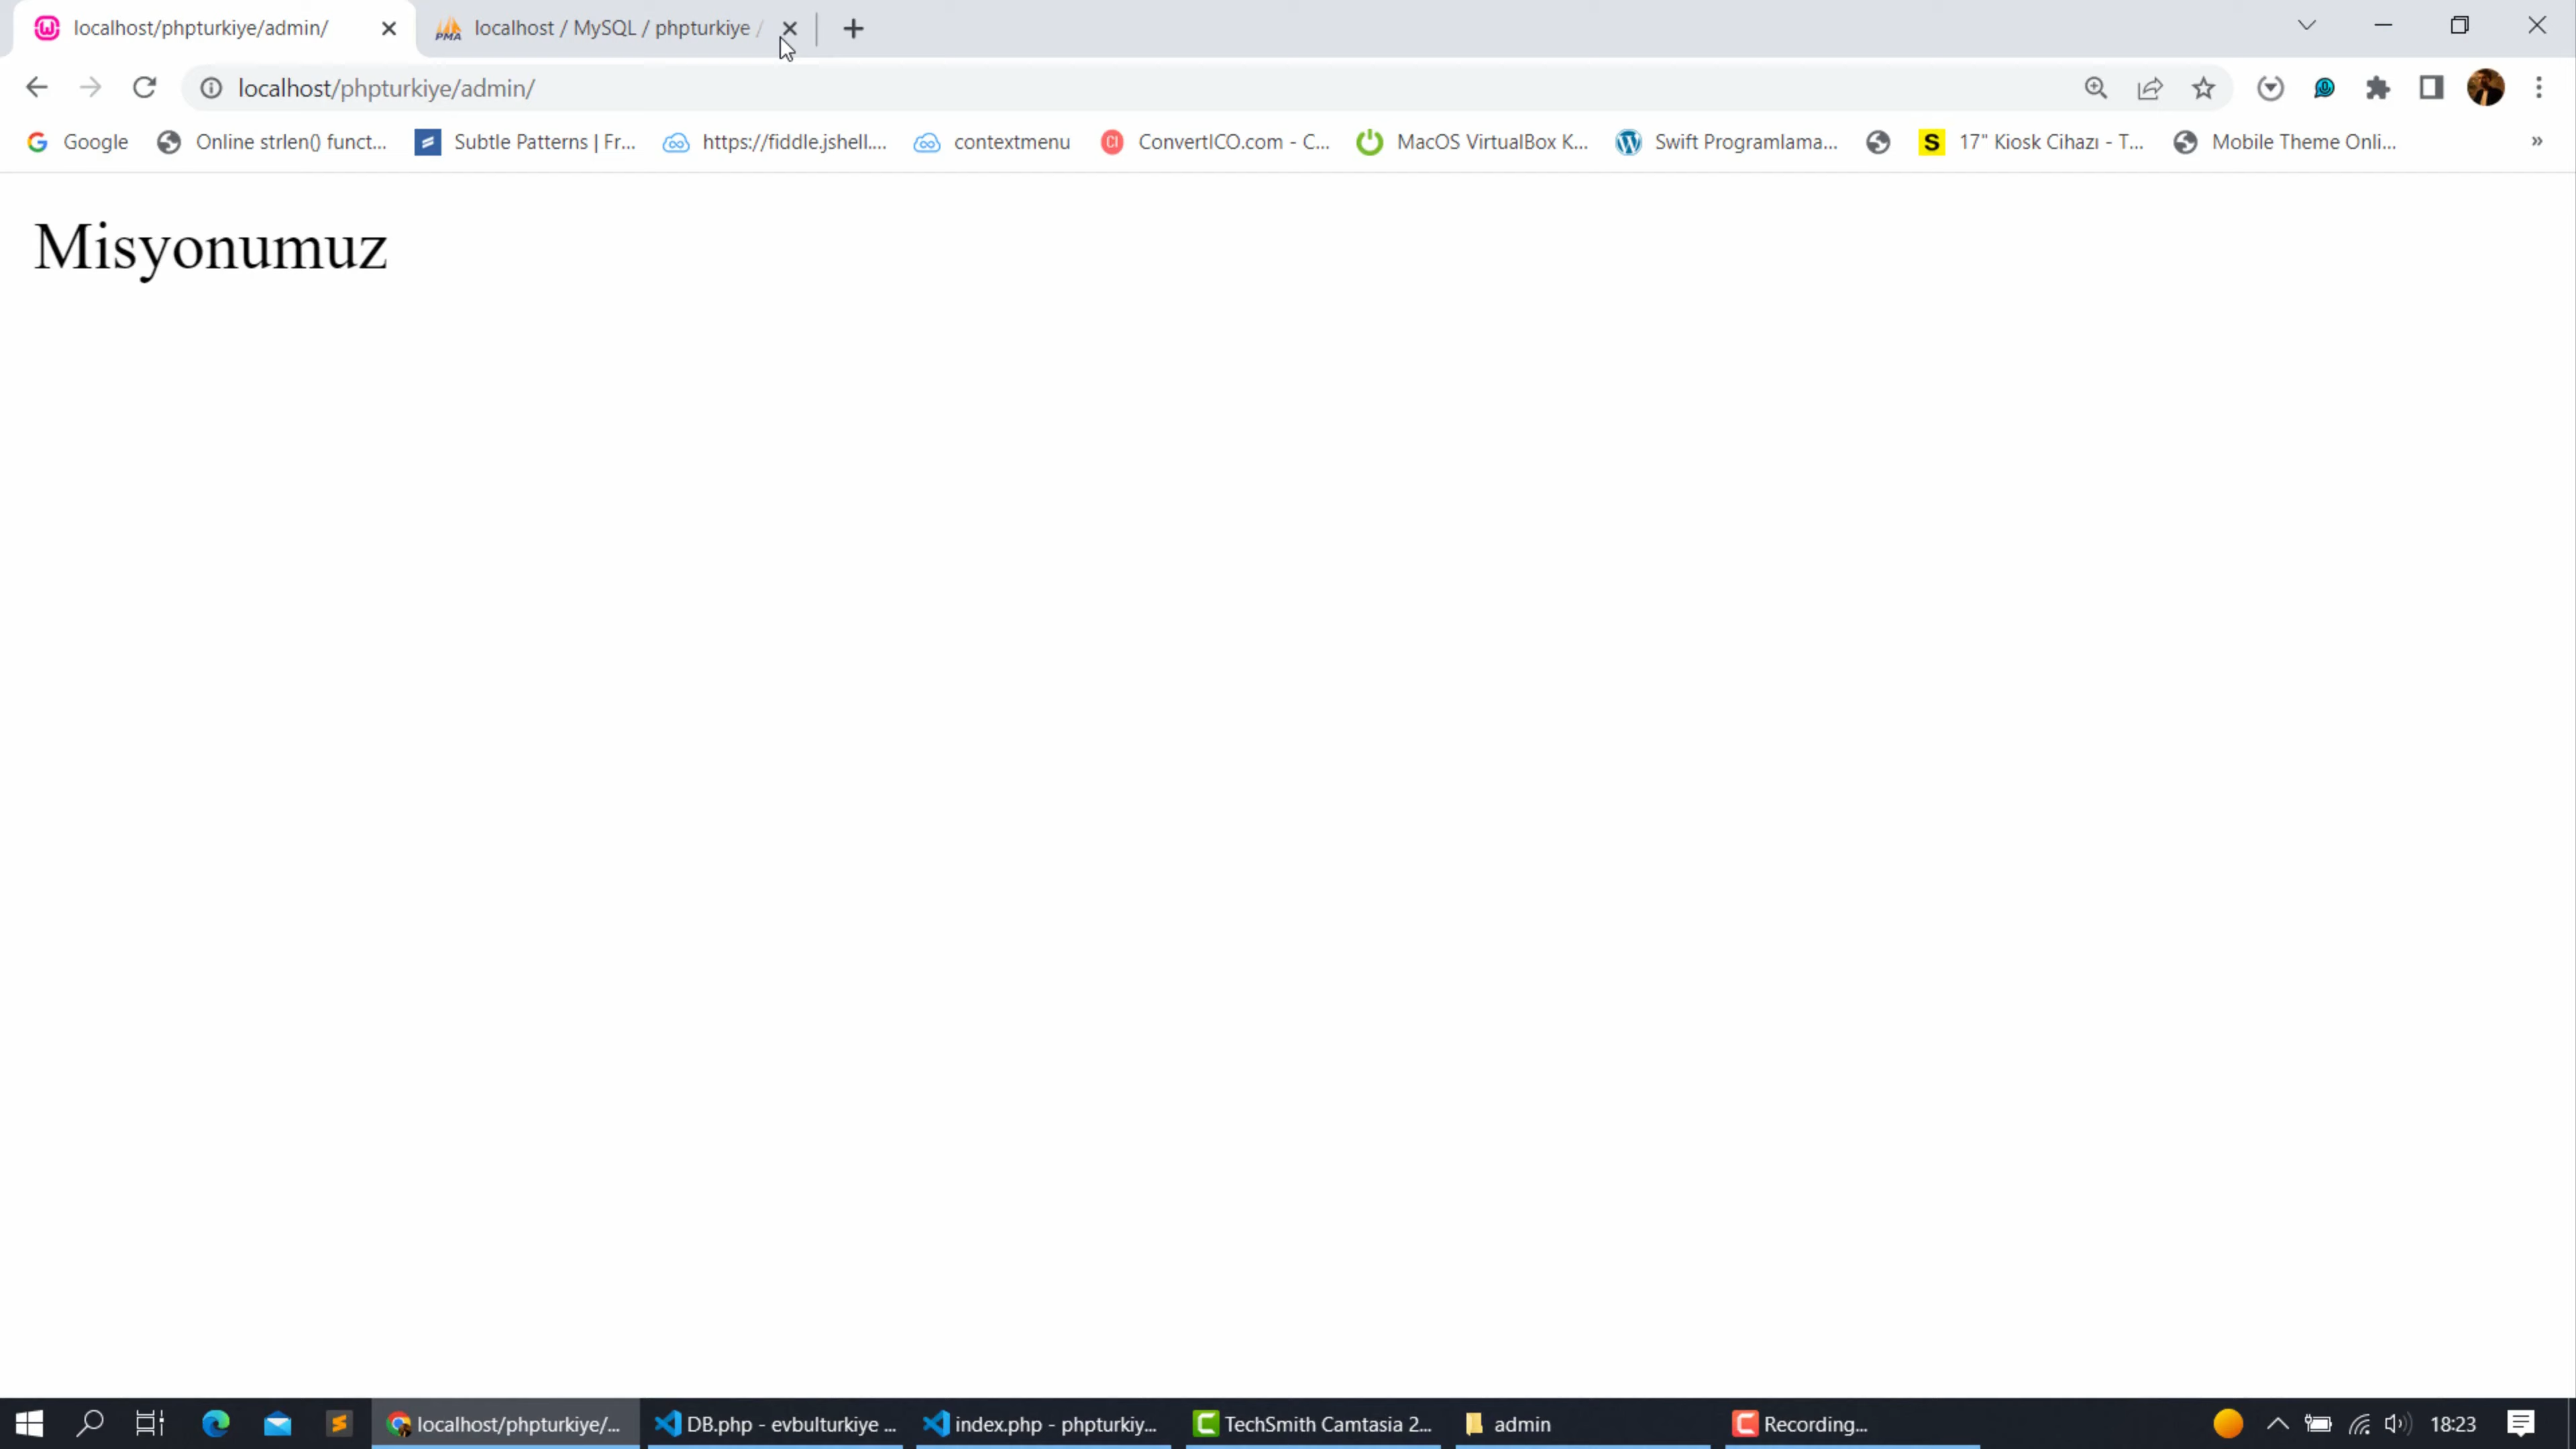 localhost/phpturkiye/admin/
PMA localhost / MySQL / phpturkiye /
localhost/phpturkiye/admin/
Google
Online strlen() funct...
Subtle Patterns | Fr...
https://fiddle.jshell....
contextmenu
CI ConvertICO.com - C...
MacOS VirtualBox K...
Swift Programlama...
S 17" Kiosk Cihazı - T...
Mobile Theme Onli...
»
Misyonumuz
localhost/phpturkiye/...
DB.php - evbulturkiye ...
index.php - phpturkiy...
TechSmith Camtasia 2...
admin
Recording...
18:23